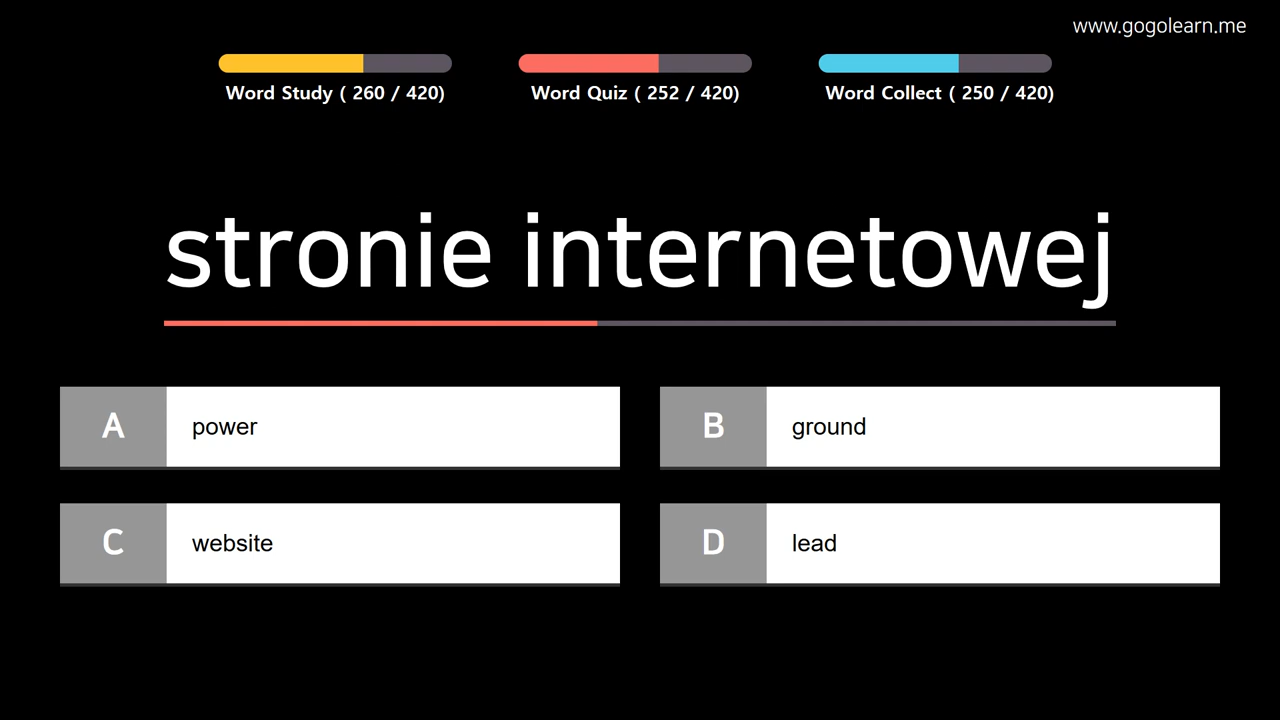 www.gogolearn.me
Word Study ( 260 / 420)
Word Quiz ( 252 / 420)
Word Collect ( 250 / 420)
stronie internetowej
A power
B ground
C website
D lead